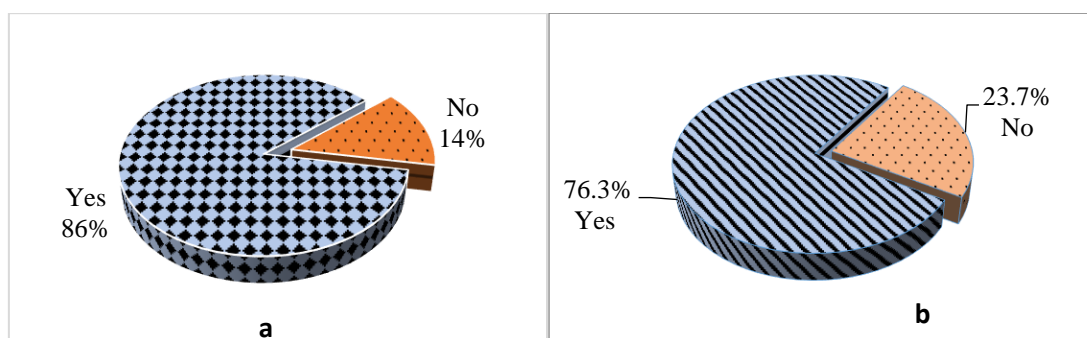 No
14%
Yes
86%
a
23.7%
No
76.3%
Yes
b